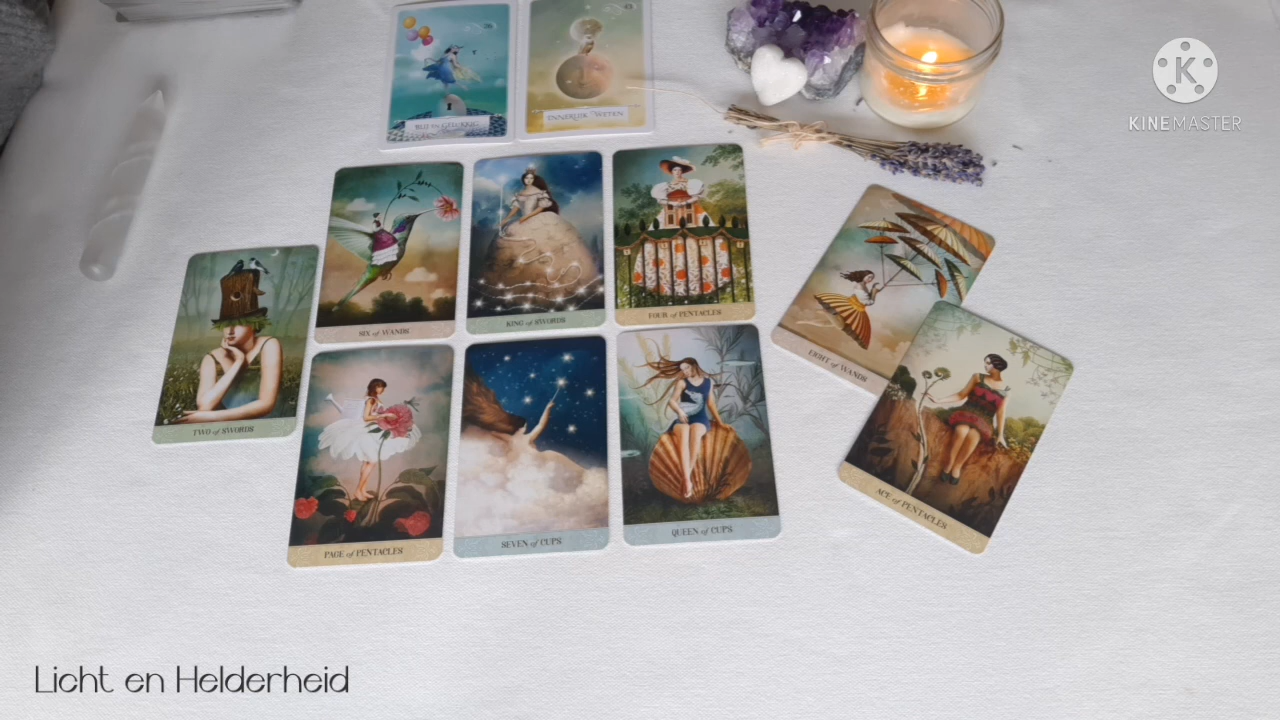 INNERLIJK WETEN
KINEMASTER
SIX of WANDS
KING of SWORDS
FOUR of PENTACLES
TWO of SWORDS
EIGHT of WANDS
PAGE of PENTACLES
SEVEN of CUPS
QUEEN of CUPS
ACE of PENTACLES
Licht en Helderheid